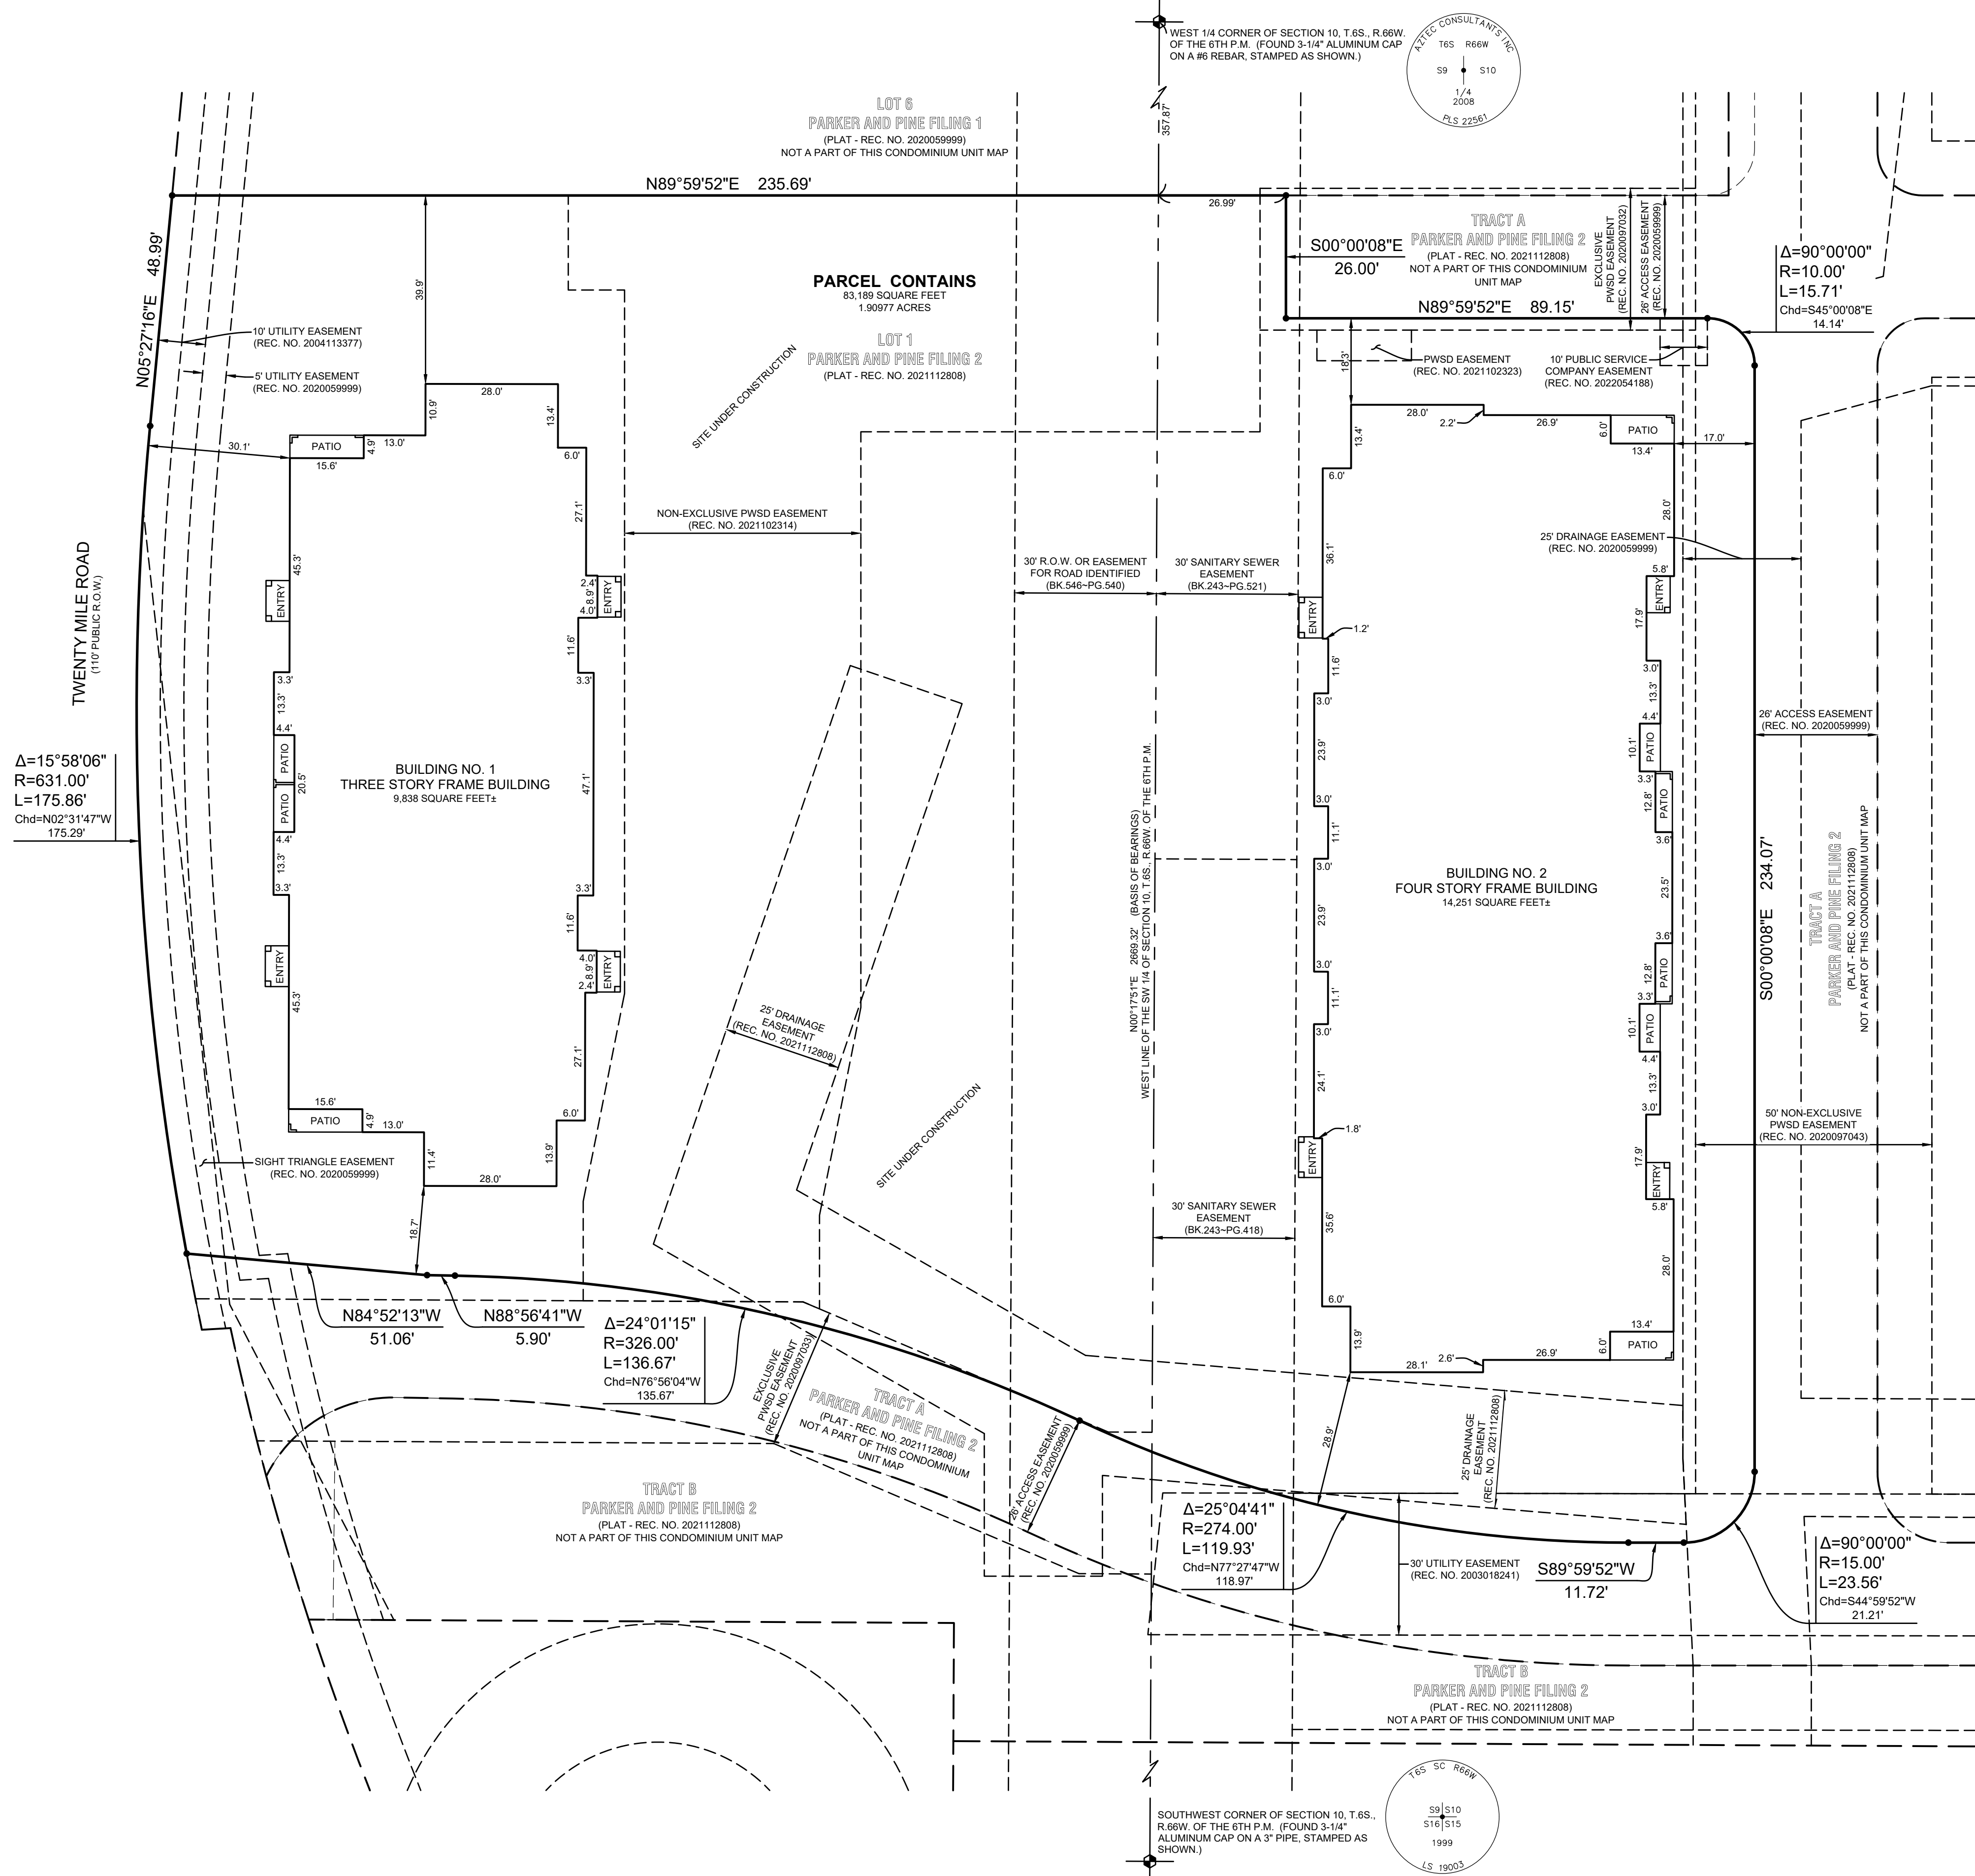 WEST 1/4 CORNER OF SECTION 10, T.6S., R.66W.
OF THE 6TH P.M. (FOUND 3-1/4" ALUMINUM CAP
ON A #6 REBAR, STAMPED AS SHOWN.)
AZTEC CONSULTANTS INC
T6S R66W
S9 S10
1/4
2008
PLS 22561
357.87'
LOT 6
PARKER AND PINE FILING 1
(PLAT - REC. NO. 2020059999)
NOT A PART OF THIS CONDOMINIUM UNIT MAP
N89°59'52"E 235.69'
26.99'
S00°00'08"E
26.00'
TRACT A
PARKER AND PINE FILING 2
(PLAT - REC. NO. 2021112808)
NOT A PART OF THIS CONDOMINIUM
UNIT MAP
EXCLUSIVE
PWSD EASEMENT
(REC. NO. 2020097032)
26' ACCESS EASEMENT
(REC. NO. 2020059999)
N89°59'52"E 89.15'
Δ=90°00'00"
R=10.00'
L=15.71'
Chd=S45°00'08"E
14.14'
N05°27'16"E 48.99'
10' UTILITY EASEMENT
(REC. NO. 2004113377)
5' UTILITY EASEMENT
(REC. NO. 2020059999)
39.9'
PARCEL CONTAINS
83,189 SQUARE FEET
1.90977 ACRES
LOT 1
PARKER AND PINE FILING 2
(PLAT - REC. NO. 2021112808)
SITE UNDER CONSTRUCTION
18.3'
PWSD EASEMENT
(REC. NO. 2021102323)
10' PUBLIC SERVICE
COMPANY EASEMENT
(REC. NO. 2022054188)
28.0'
10.9'
13.4'
30.1'
PATIO
4.9'
13.0'
15.6'
6.0'
27.1'
45.3'
ENTRY
2.4'
8.9'
4.0'
ENTRY
11.6'
3.3'
3.3'
13.3'
4.4'
PATIO
20.5'
PATIO
4.4'
13.3'
3.3'
BUILDING NO. 1
THREE STORY FRAME BUILDING
9,838 SQUARE FEET±
47.1'
3.3'
11.6'
4.0'
8.9'
2.4'
ENTRY
ENTRY
45.3'
27.1'
15.6'
PATIO
4.9'
13.0'
6.0'
11.4'
13.9'
28.0'
18.7'
TWENTY MILE ROAD
(110' PUBLIC R.O.W.)
Δ=15°58'06"
R=631.00'
L=175.86'
Chd=N02°31'47"W
175.29'
NON-EXCLUSIVE PWSD EASEMENT
(REC. NO. 2021102314)
30' R.O.W. OR EASEMENT
FOR ROAD IDENTIFIED
(BK.546~PG.540)
30' SANITARY SEWER
EASEMENT
(BK.243~PG.521)
28.0'
2.2'
26.9'
6.0'
PATIO
13.4'
17.0'
13.4'
6.0'
28.0'
36.1'
25' DRAINAGE EASEMENT
(REC. NO. 2020059999)
ENTRY
1.2'
11.6'
3.0'
23.9'
3.0'
11.1'
3.0'
23.9'
3.0'
11.1'
3.0'
24.1'
1.8'
ENTRY
35.6'
6.0'
13.9'
28.1'
2.6'
26.9'
6.0'
13.4'
PATIO
28.0'
5.8'
ENTRY
17.9'
3.0'
13.3'
4.4'
10.1'
PATIO
3.3'
12.8'
PATIO
3.6'
23.5'
3.6'
12.8'
PATIO
3.3'
10.1'
PATIO
4.4'
13.3'
3.0'
17.9'
ENTRY
5.8'
BUILDING NO. 2
FOUR STORY FRAME BUILDING
14,251 SQUARE FEET±
N00°17'51"E 2669.32' (BASIS OF BEARINGS)
WEST LINE OF THE SW 1/4 OF SECTION 10, T.6S., R.66W. OF THE 6TH P.M.
26' ACCESS EASEMENT
(REC. NO. 2020059999)
S00°00'08"E 234.07'
TRACT A
PARKER AND PINE FILING 2
(PLAT - REC. NO. 2021112808)
NOT A PART OF THIS CONDOMINIUM UNIT MAP
50' NON-EXCLUSIVE
PWSD EASEMENT
(REC. NO. 2020097043)
25' DRAINAGE
EASEMENT
(REC. NO. 2021112808)
SITE UNDER CONSTRUCTION
30' SANITARY SEWER
EASEMENT
(BK.243~PG.418)
SIGHT TRIANGLE EASEMENT
(REC. NO. 2020059999)
N84°52'13"W
51.06'
N88°56'41"W
5.90'
Δ=24°01'15"
R=326.00'
L=136.67'
Chd=N76°56'04"W
135.67'
EXCLUSIVE
PWSD EASEMENT
(REC. NO. 2020097033)
TRACT A
PARKER AND PINE FILING 2
(PLAT - REC. NO. 2021112808)
NOT A PART OF THIS CONDOMINIUM
UNIT MAP
26' ACCESS EASEMENT
(REC. NO. 2020059999)
28.9'
25' DRAINAGE
EASEMENT
(REC. NO. 2021112808)
TRACT B
PARKER AND PINE FILING 2
(PLAT - REC. NO. 2021112808)
NOT A PART OF THIS CONDOMINIUM UNIT MAP
Δ=25°04'41"
R=274.00'
L=119.93'
Chd=N77°27'47"W
118.97'
30' UTILITY EASEMENT
(REC. NO. 2003018241)
S89°59'52"W
11.72'
Δ=90°00'00"
R=15.00'
L=23.56'
Chd=S44°59'52"W
21.21'
TRACT B
PARKER AND PINE FILING 2
(PLAT - REC. NO. 2021112808)
NOT A PART OF THIS CONDOMINIUM UNIT MAP
SOUTHWEST CORNER OF SECTION 10, T.6S.,
R.66W. OF THE 6TH P.M. (FOUND 3-1/4"
ALUMINUM CAP ON A 3" PIPE, STAMPED AS
SHOWN.)
T6S SC R66W
S9 S10
S16 S15
1999
LS 19003